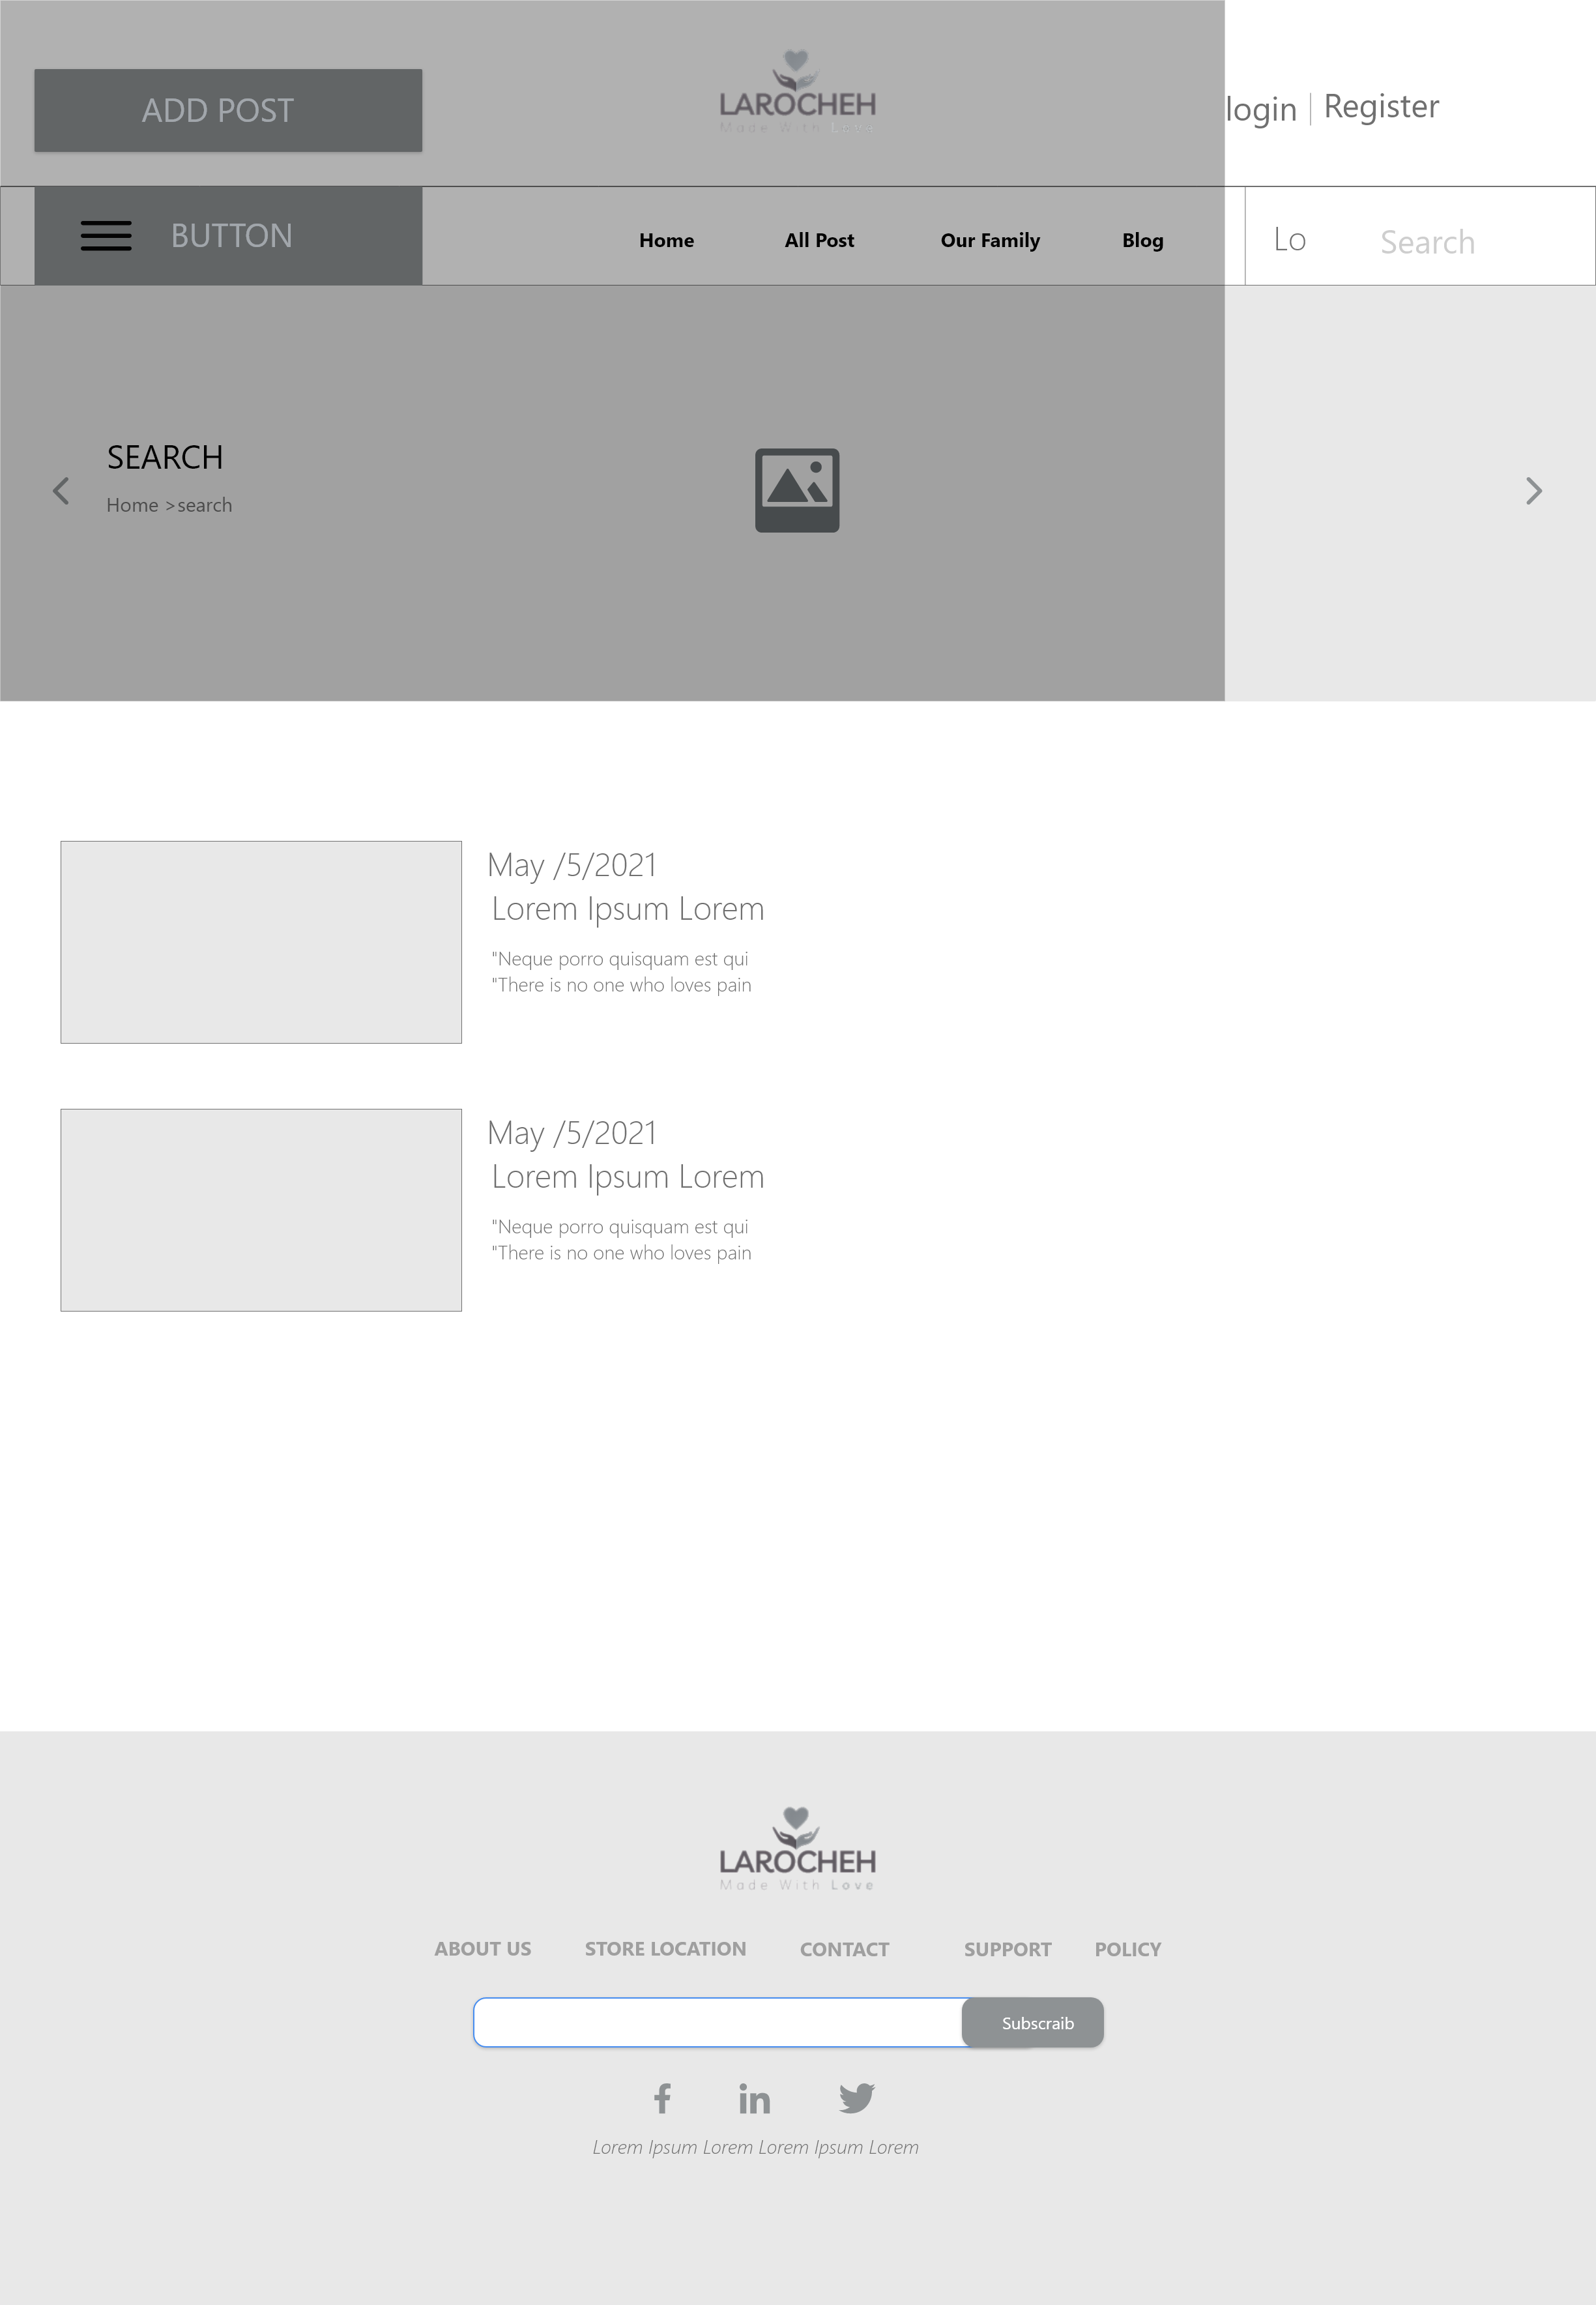 ADD POST
LAROCHEH
Made With Love
login | Register
BUTTON
Home
All Post
Our Family
Blog
Lo
Search
SEARCH
Home >search
May /5/2021
Lorem Ipsum Lorem
"Neque porro quisquam est qui
"There is no one who loves pain
May /5/2021
Lorem Ipsum Lorem
"Neque porro quisquam est qui
"There is no one who loves pain
LAROCHEH
Made With Love
ABOUT US
STORE LOCATION
CONTACT
SUPPORT
POLICY
Subscraib
Lorem Ipsum Lorem Lorem Ipsum Lorem